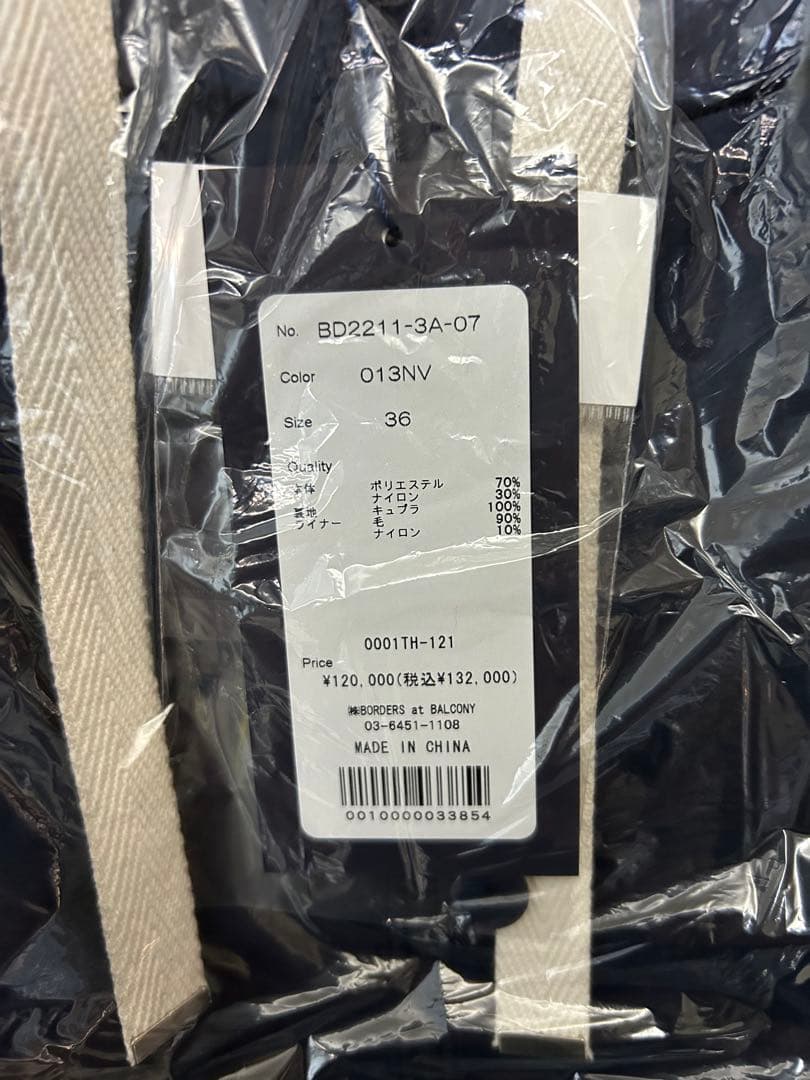 No. BD2211-3A-07
Color 013NV
Size 36
Quality
本体 ポリエステル 70%
ナイロン 30%
裏地 キュプラ 100%
ライナー 毛 90%
ナイロン 10%
0001TH-121
Price
¥120,000(税込¥132,000)
㈱BORDERS at BALCONY
03-6451-1108
MADE IN CHINA
0010000033854